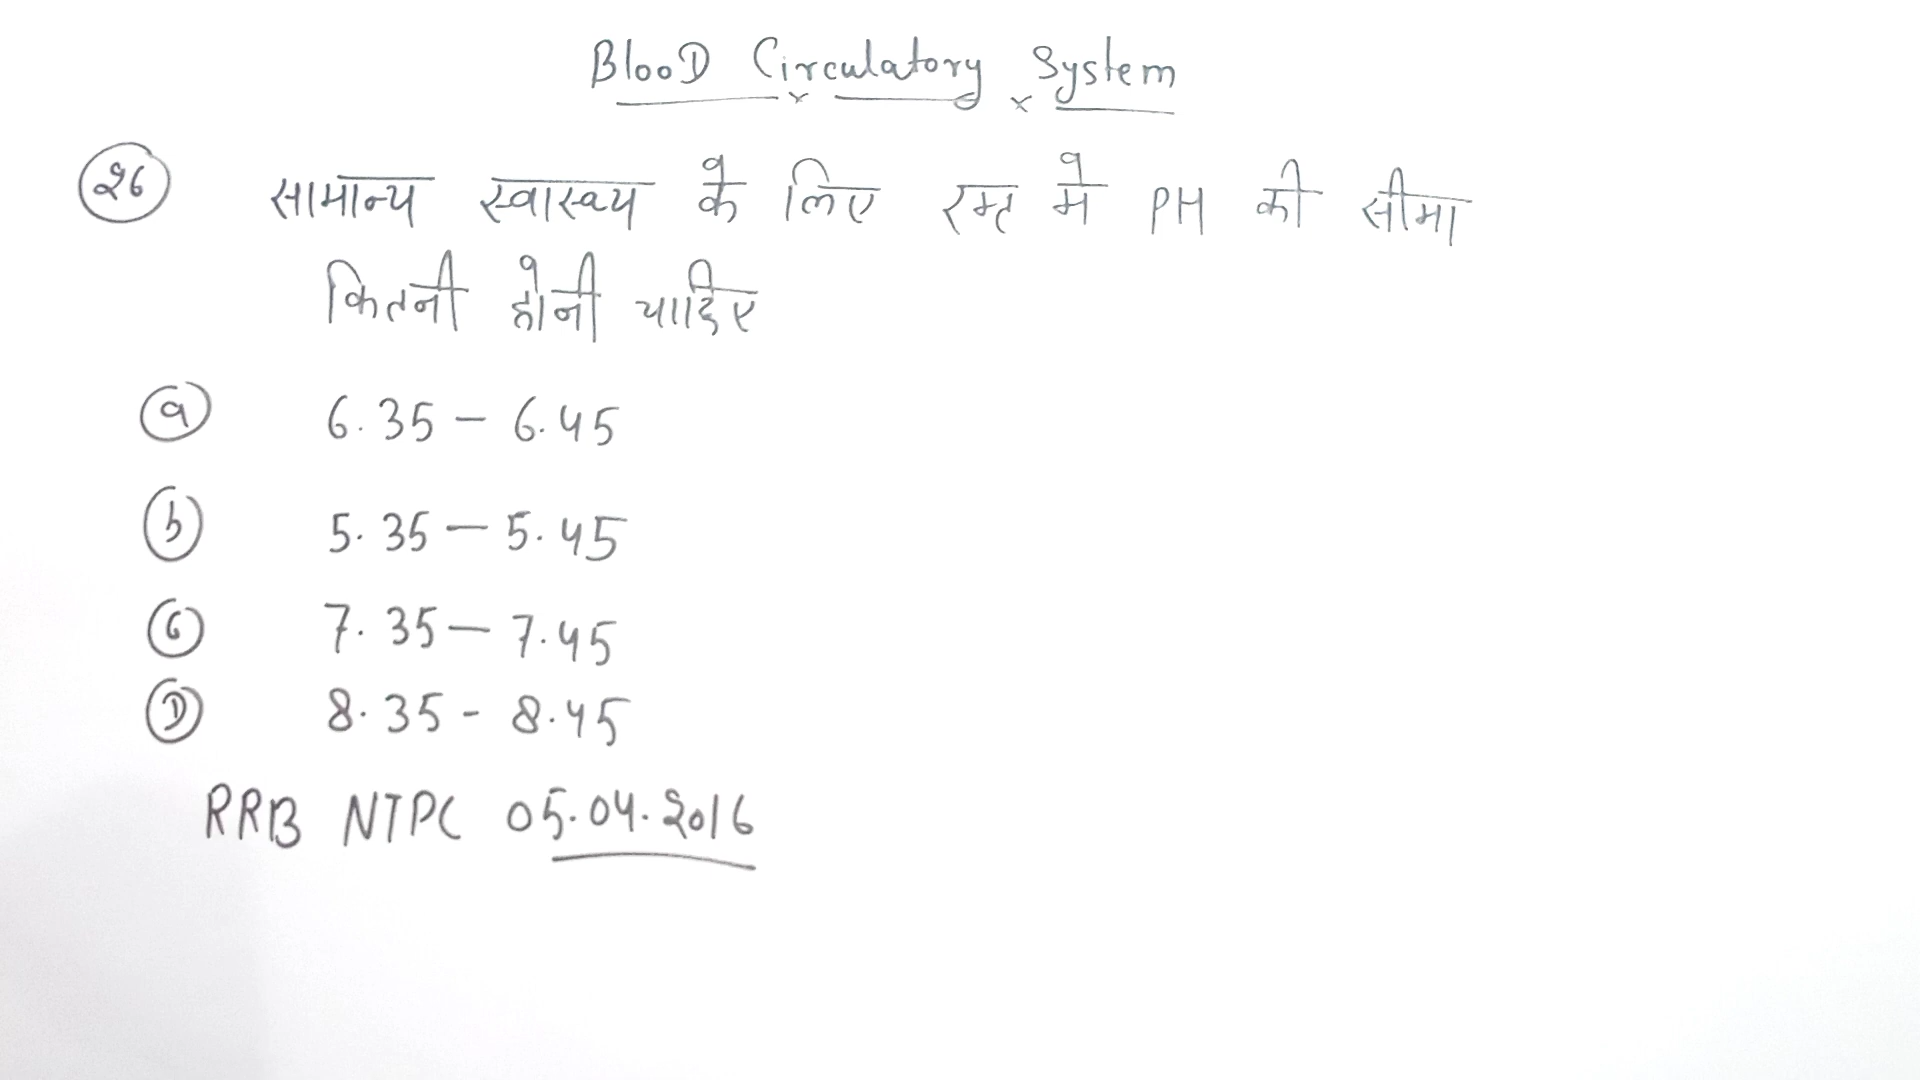 BlooD Circulatory System
26 सामान्य स्वास्थ्य के लिए रक्त मे PH की सीमा
कितनी होनी चाहिए
a 6.35 – 6.45
b 5.35 – 5.45
C 7.35 – 7.45
D 8.35 - 8.45
RRB NTPC 05.04.2016